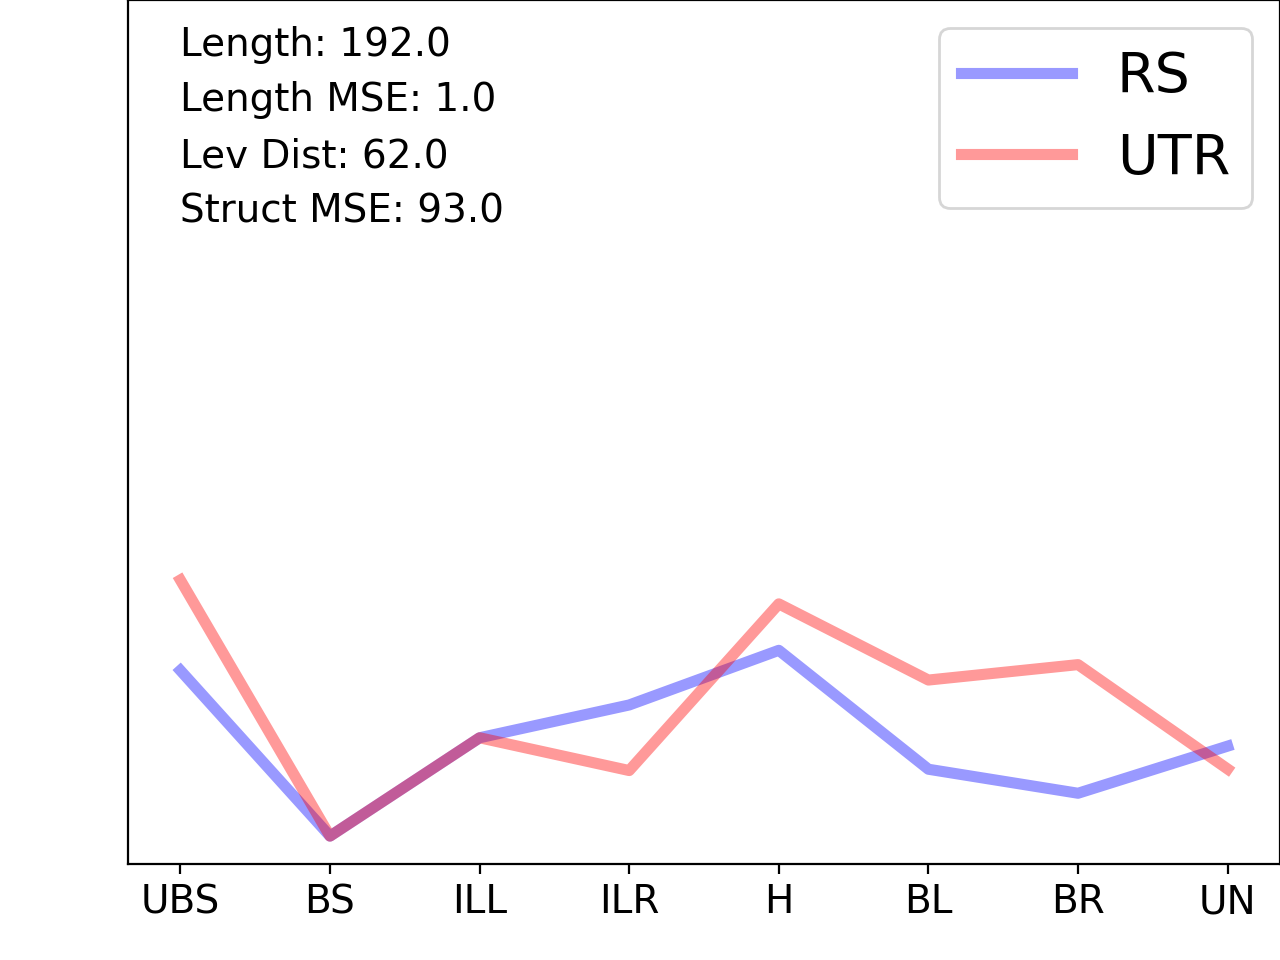 Length: 192.0
Length MSE: 1.0
Lev Dist: 62.0
Struct MSE: 93.0
RS
UTR
UBS BS ILL ILR H BL BR UN